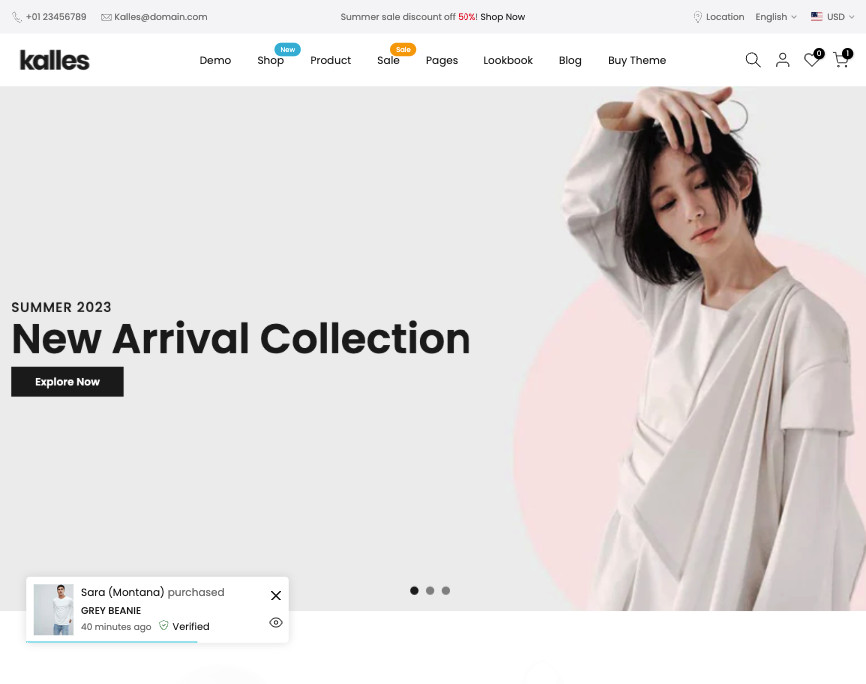 +01 23456789 Kalles@domain.com Summer sale discount off 50%! Shop Now Location English USD
New Sale
kalles Demo Shop Product Sale Pages Lookbook Blog Buy Theme 0 1
SUMMER 2023
New Arrival Collection
Explore Now
Sara (Montana) purchased
GREY BEANIE
40 minutes ago Verified